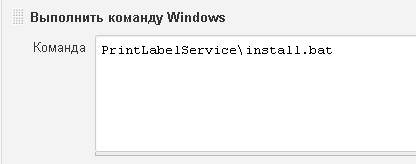 Выполнить команду Windows
Команда
PrintLabelService\install.bat